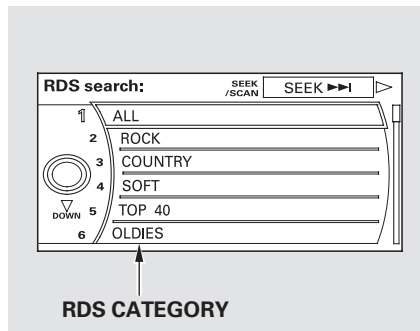 RDS search: SEEK /SCAN SEEK ▶▶|
1 ALL
2 ROCK
3 COUNTRY
4 SOFT
DOWN 5 TOP 40
6 OLDIES
RDS CATEGORY